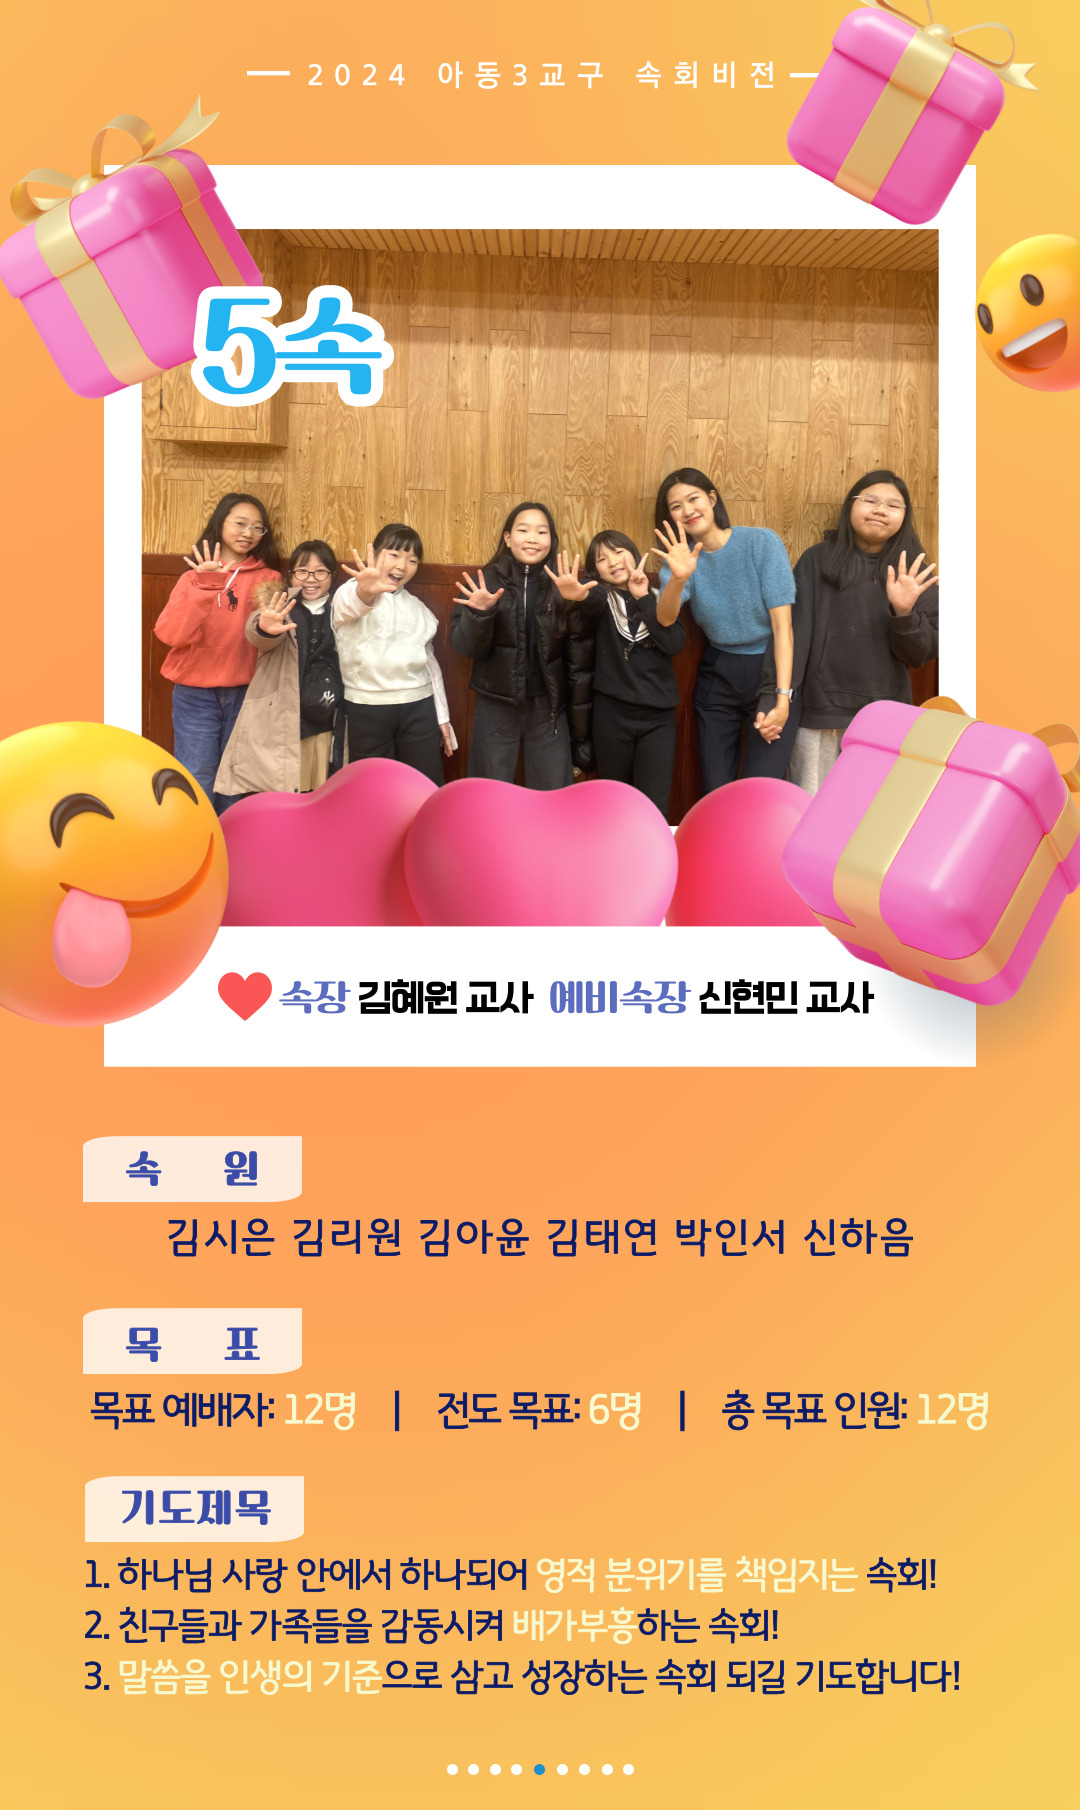 2024 아동3교구 속회비전
5속
속장 김혜원 교사 예비속장 신현민 교사
속 원
김시은 김리원 김아윤 김태연 박인서 신하음
목 표
목표 예배자: 12명 | 전도 목표: 6명 | 총 목표 인원: 12명
기도제목
1. 하나님 사랑 안에서 하나되어 영적 분위기를 책임지는 속회!
2. 친구들과 가족들을 감동시켜 배가부흥하는 속회!
3. 말씀을 인생의 기준으로 삼고 성장하는 속회 되길 기도합니다!